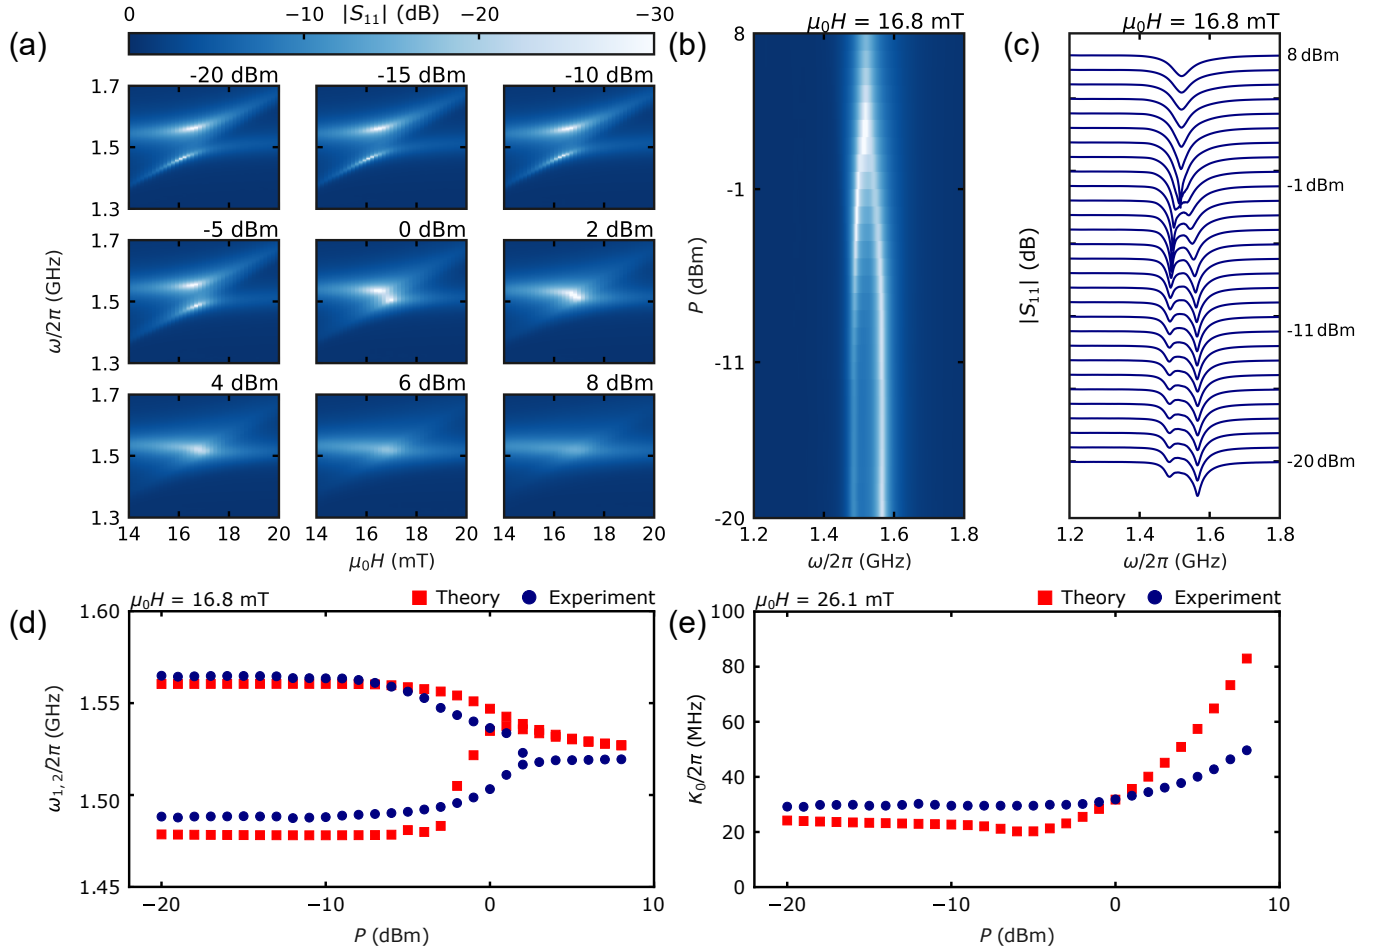 0 −10 |S11| (dB) −20 −30
(a)
-20 dBm -15 dBm -10 dBm
1.7
1.5
1.3
-5 dBm 0 dBm 2 dBm
1.7
1.5
1.3
ω/2π (GHz)
4 dBm 6 dBm 8 dBm
1.7
1.5
1.3
14 16 18 20 14 16 18 20 14 16 18 20
μ0H (mT)
(b)
μ0H = 16.8 mT
8
-1
-11
-20
P (dBm)
1.2 1.4 1.6 1.8
ω/2π (GHz)
(c)
μ0H = 16.8 mT
8 dBm
-1 dBm
-11 dBm
-20 dBm
|S11| (dB)
1.2 1.4 1.6 1.8
ω/2π (GHz)
(d)
μ0H = 16.8 mT Theory Experiment
1.60
1.55
1.50
1.45
ω1,2/2π (GHz)
−20 −10 0 10
P (dBm)
(e)
μ0H = 26.1 mT Theory Experiment
100
80
60
40
20
0
κ0/2π (MHz)
−20 −10 0 10
P (dBm)